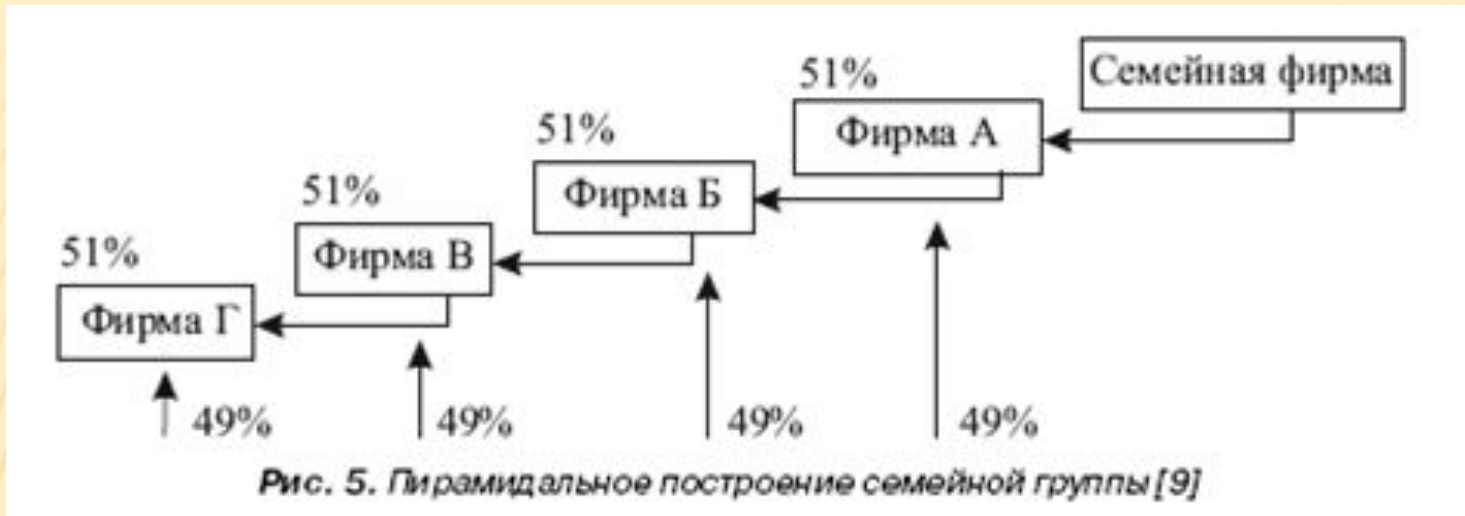 51%
Семейная фирма
Фирма А
51%
Фирма Б
51%
Фирма В
51%
Фирма Г
49%
49%
49%
49%
Рис. 5. Пирамидальное построение семейной группы [9]